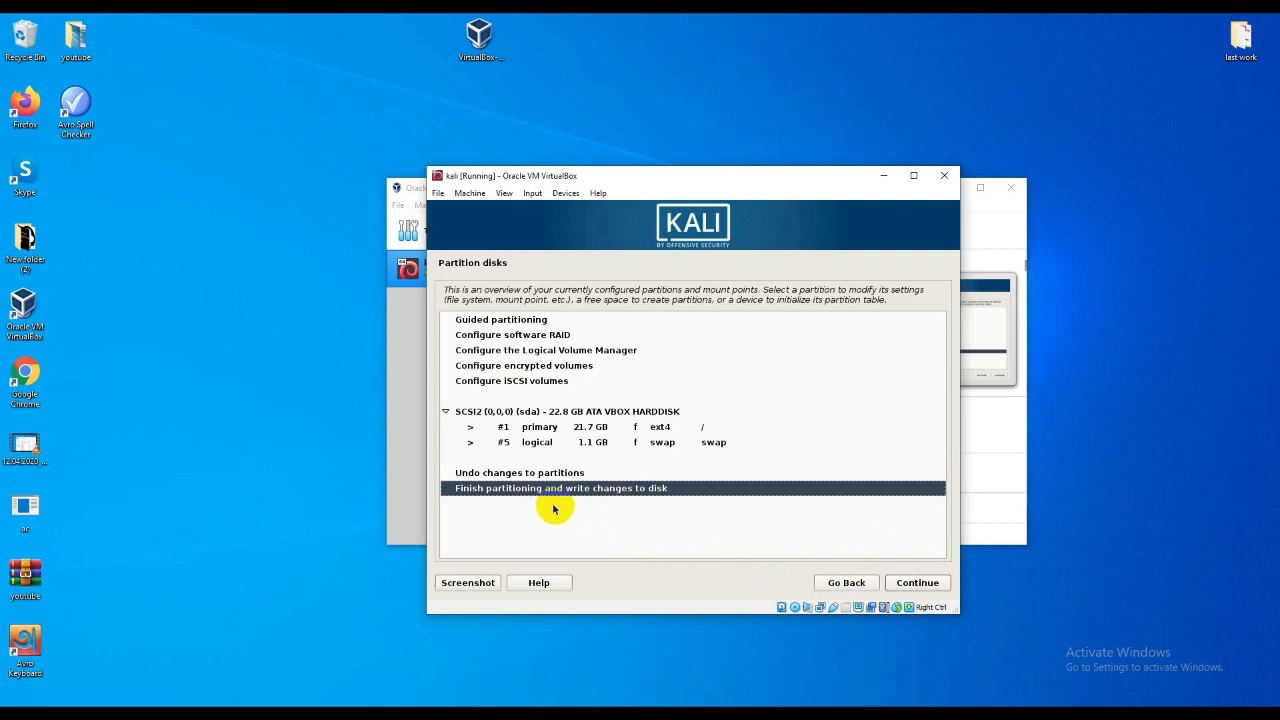 Recycle Bin
youtube
VirtualBox-...
last work
Firefox
Avro Spell
Checker
Skype
New folder
(2)
Oracle VM
VirtualBox
Google
Chrome
12.04.2020_...
ac
youtube
Avro
Keyboard
Oracl
File Ma
kali [Running] - Oracle VM VirtualBox
File Machine View Input Devices Help
KALI
BY OFFENSIVE SECURITY
Partition disks
This is an overview of your currently configured partitions and mount points. Select a partition to modify its settings
(file system, mount point, etc.), a free space to create partitions, or a device to initialize its partition table.
Guided partitioning
Configure software RAID
Configure the Logical Volume Manager
Configure encrypted volumes
Configure iSCSI volumes
SCSI2 (0,0,0) (sda) - 22.8 GB ATA VBOX HARDDISK
> #1 primary 21.7 GB f ext4 /
> #5 logical 1.1 GB f swap swap
Undo changes to partitions
Finish partitioning and write changes to disk
Screenshot Help Go Back Continue
Right Ctrl
Activate Windows
Go to Settings to activate Windows.